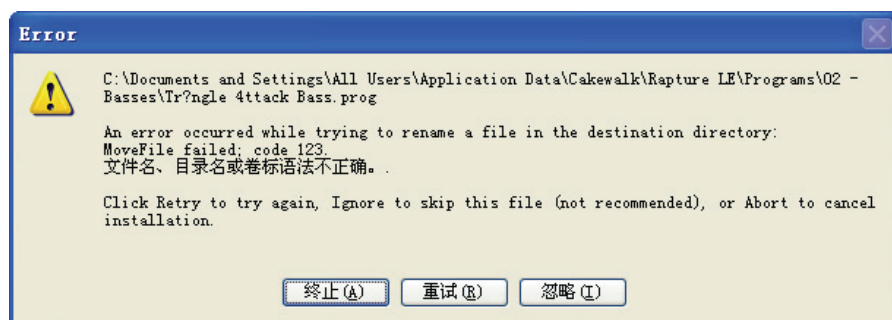 Error
C:\Documents and Settings\All Users\Application Data\Cakewalk\Rapture LE\Programs\02 -
Basses\Tr?ngle 4ttack Bass.prog
An error occurred while trying to rename a file in the destination directory:
MoveFile failed; code 123.
文件名、目录名或卷标语法不正确。.
Click Retry to try again, Ignore to skip this file (not recommended), or Abort to cancel
installation.
终止(A) 重试(R) 忽略(I)